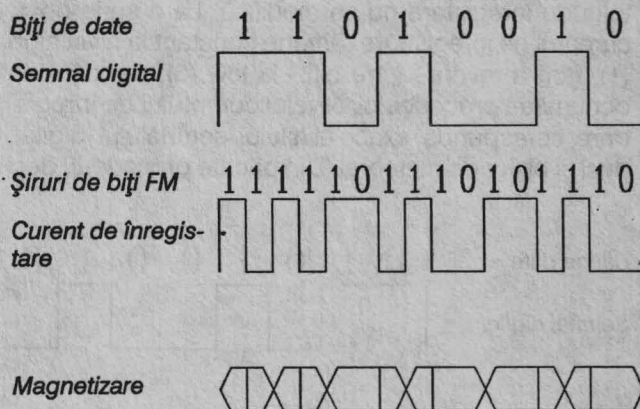 Biţi de date 1 1 0 1 0 0 1 0
Semnal digital
Şiruri de biţi FM 1 1 1 1 1 0 1 1 1 0 1 0 1 1 1 0
Curent de înregis-
tare
Magnetizare